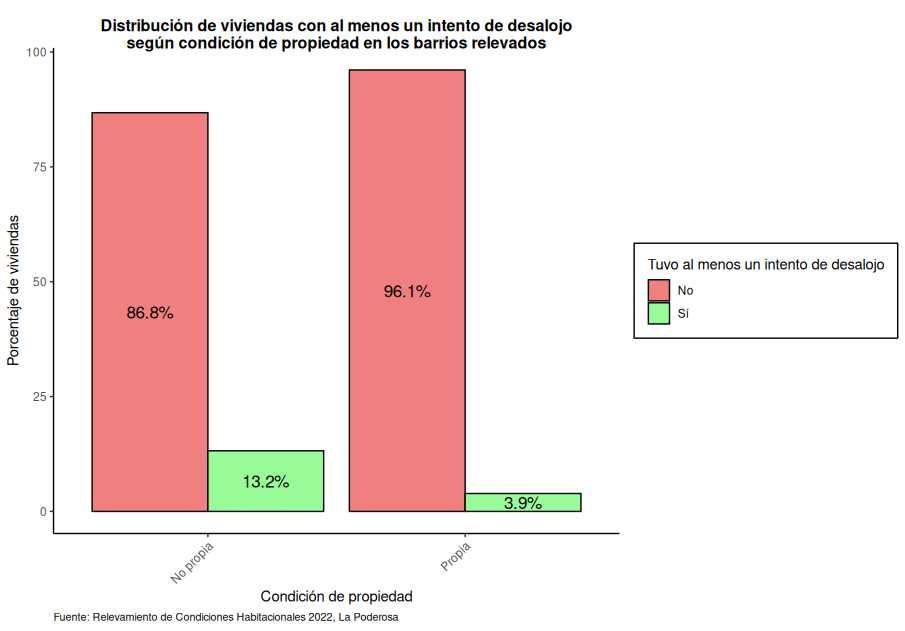 Distribución de viviendas con al menos un intento de desalojo
según condición de propiedad en los barrios relevados
Porcentaje de viviendas
100
75
50
25
0
86.8%
13.2%
96.1%
3.9%
No propia
Propia
Condición de propiedad
Tuvo al menos un intento de desalojo
No
Sí
Fuente: Relevamiento de Condiciones Habitacionales 2022, La Poderosa